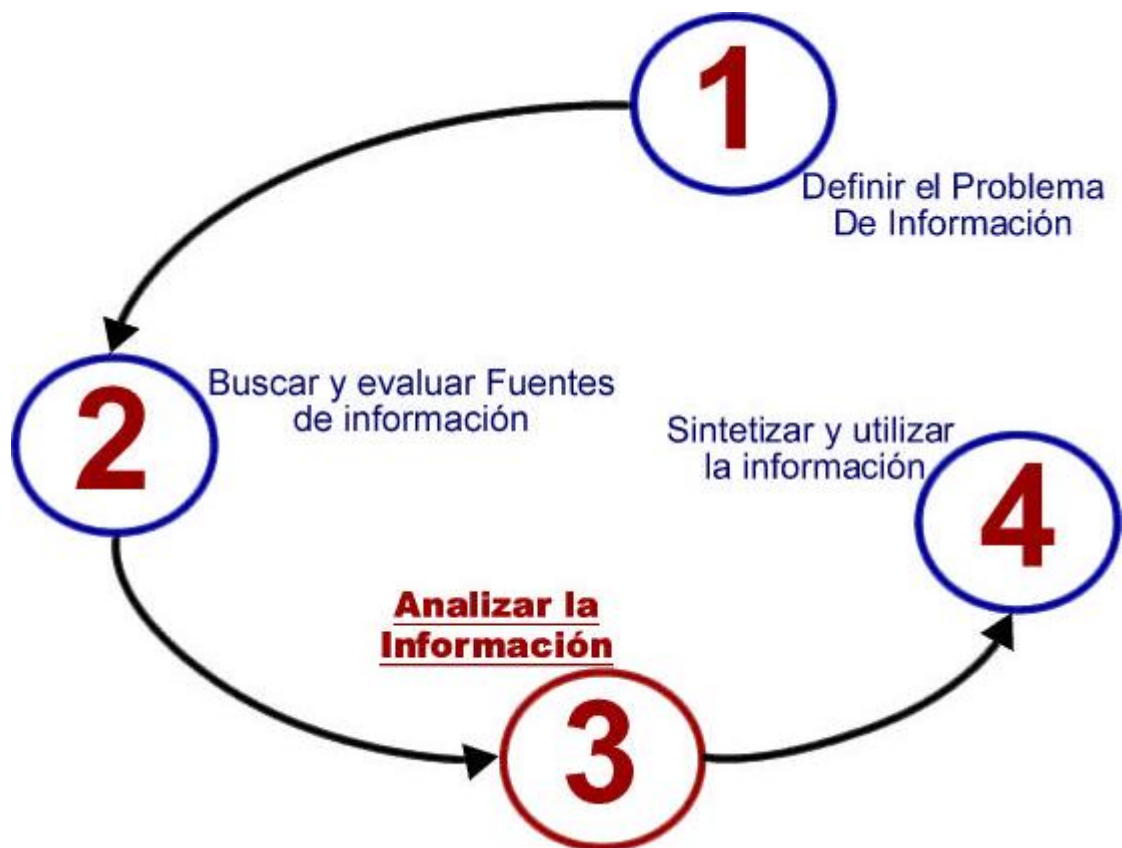 1
Definir el Problema
De Información
2
Buscar y evaluar Fuentes
de información
Analizar la
Información
3
Sintetizar y utilizar
la información
4